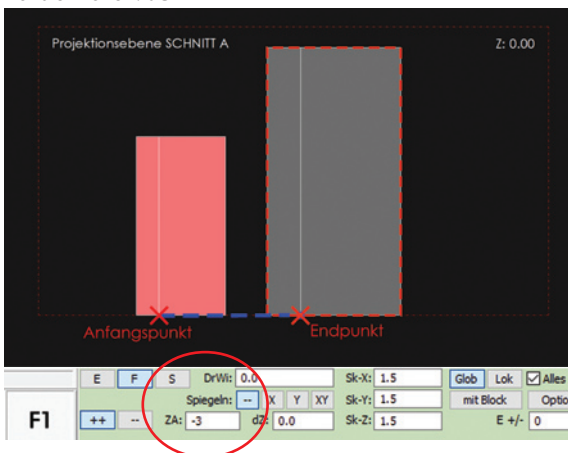 Projektionsebene SCHNITT A Z: 0.00
Anfangspunkt Endpunkt
E F S DrWi: 0.0 Sk-X: 1.5 Glob Lok Alles
Spiegeln: -- X Y XY Sk-Y: 1.5 mit Block Optio
F1 ++ -- ZA: -3 dZ: 0.0 Sk-Z: 1.5 E +/- 0